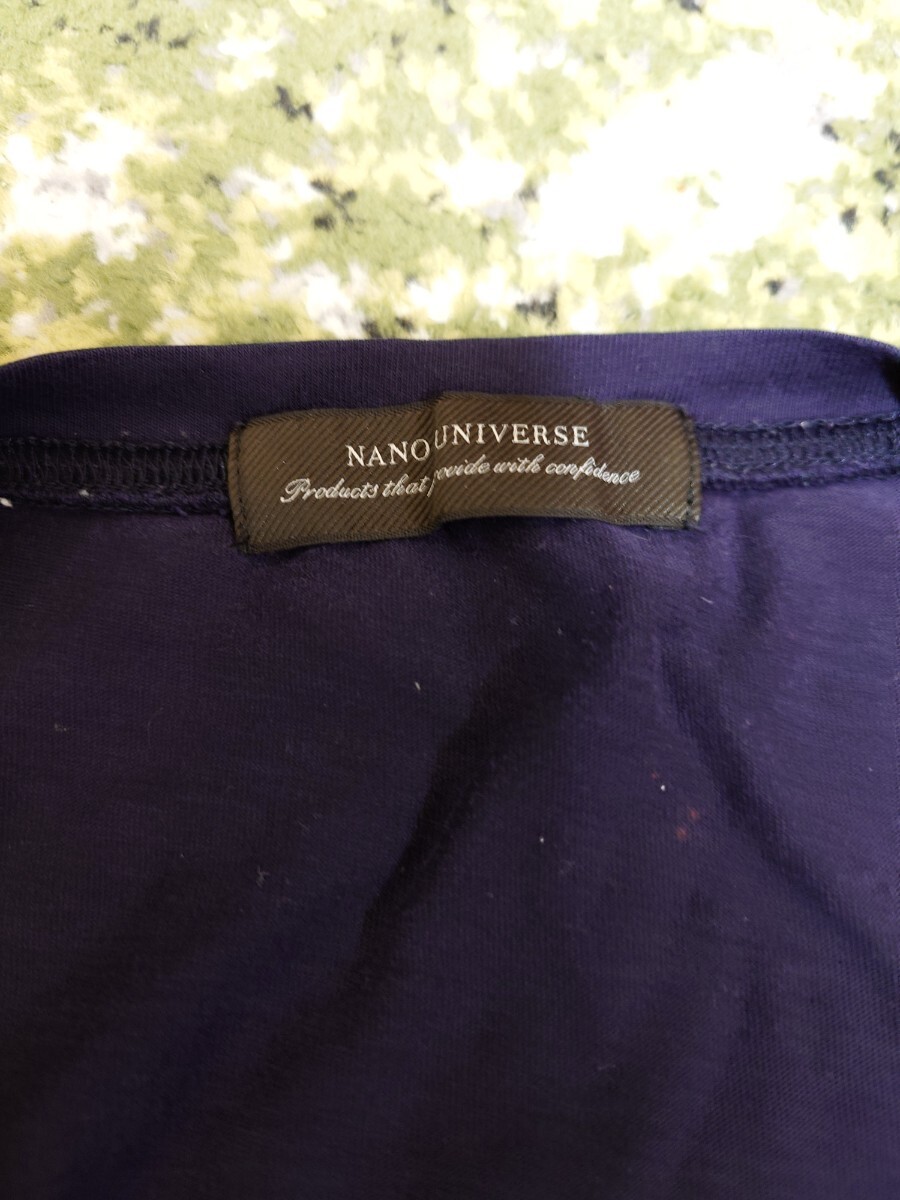 NANO UNIVERSE
Products that provide with confidence